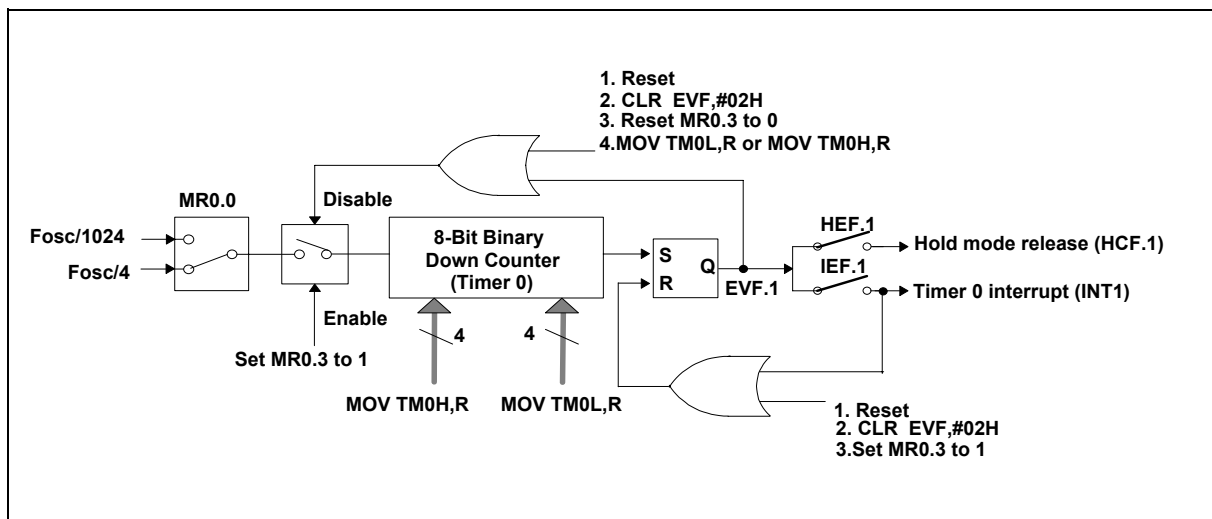 1. Reset
2. CLR EVF,#02H
3. Reset MR0.3 to 0
4.MOV TM0L,R or MOV TM0H,R
MR0.0
Disable
Fosc/1024
Fosc/4
8-Bit Binary
Down Counter
(Timer 0)
S
Q
R
EVF.1
HEF.1
Hold mode release (HCF.1)
IEF.1
Timer 0 interrupt (INT1)
Enable
4
4
Set MR0.3 to 1
MOV TM0H,R
MOV TM0L,R
1. Reset
2. CLR EVF,#02H
3.Set MR0.3 to 1